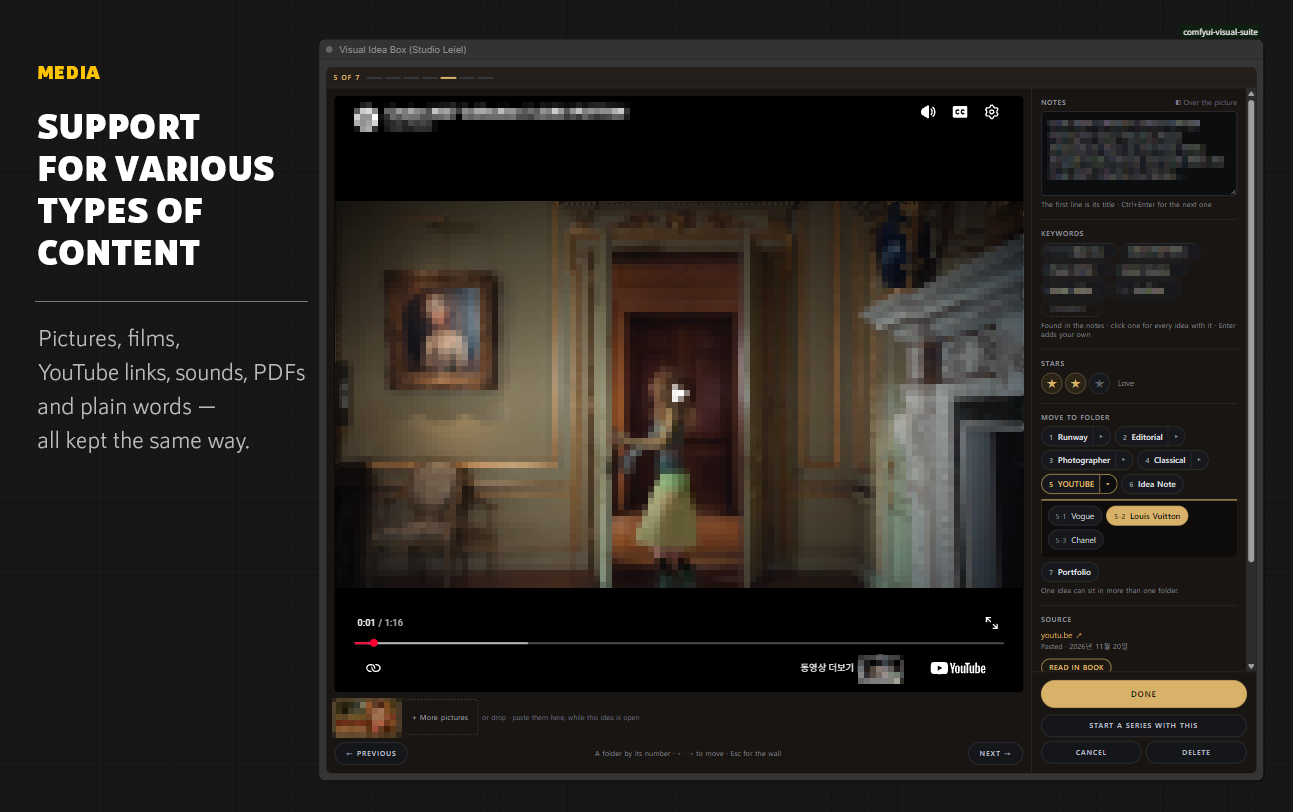 comfyui-visual-suite
MEDIA
SUPPORT
FOR VARIOUS
TYPES OF
CONTENT
Pictures, films,
YouTube links, sounds, PDFs
and plain words —
all kept the same way.
Visual Idea Box (Studio Leiel)
5 OF 7
CC
0:01 / 1:16
동영상 더보기
YouTube
+ More pictures
or drop · paste them here, while this idea is open
← PREVIOUS
A folder by its number · ← → to move · Esc for the wall
NEXT →
NOTES
Over the picture
The first line is its title · Ctrl+Enter for the next one
KEYWORDS
Found in the notes · click one for every idea with it · Enter
adds your own
STARS
★ ★ ★ Love
MOVE TO FOLDER
1 Runway ▸ 2 Editorial ▸
3 Photographer ▸ 4 Classical ▸
5 YOUTUBE ▾ 6 Idea Note
5·1 Vogue 5·2 Louis Vuitton
5·3 Chanel
7 Portfolio
One idea can sit in more than one folder.
SOURCE
youtu.be ↗
Pasted · 2026년 11월 20일
READ IN BOOK
DONE
START A SERIES WITH THIS
CANCEL DELETE